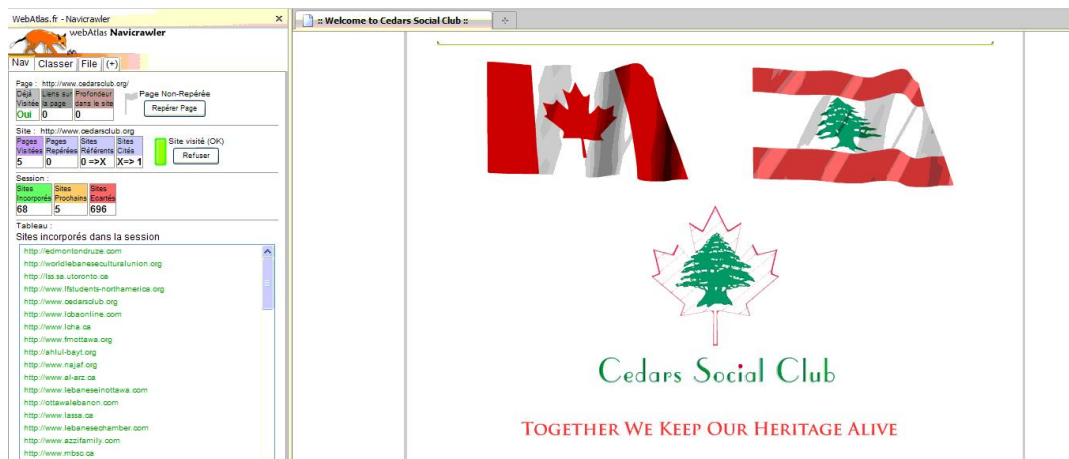 WebAtlas.fr - Navicrawler
webAtlas Navicrawler
Nav Classer File (+)
Page : http://www.cedarsclub.org/
Déjà Visitée Liens sur la page Profondeur dans le site
Oui 0 0
Page Non-Repérée
Repérer Page
Site : http://www.cedarsclub.org
Pages Visitées Pages Repérées Sites Référents Sites Cités
5 0 0 =>X X=> 1
Site visité (OK)
Refuser
Session :
Sites Incorporés Sites Prochains Sites Ecartés
68 5 696
Tableau :
Sites incorporés dans la session
http://edmontondruze.com
http://worldlebaneseculturalunion.org
http://lss.sa.utoronto.ca
http://www.lfstudents-northamerica.org
http://www.cedarsclub.org
http://www.lcbaonline.com
http://www.lcha.ca
http://www.fmottawa.org
http://ahlul-bayt.org
http://www.najaf.org
http://www.al-arz.ca
http://www.lebaneseinottawa.com
http://ottawalebanon.com
http://www.lassa.ca
http://www.lebanesechamber.com
http://www.azzifamily.com
http://www.mbsc.ca
:: Welcome to Cedars Social Club ::
Cedars Social Club
TOGETHER WE KEEP OUR HERITAGE ALIVE